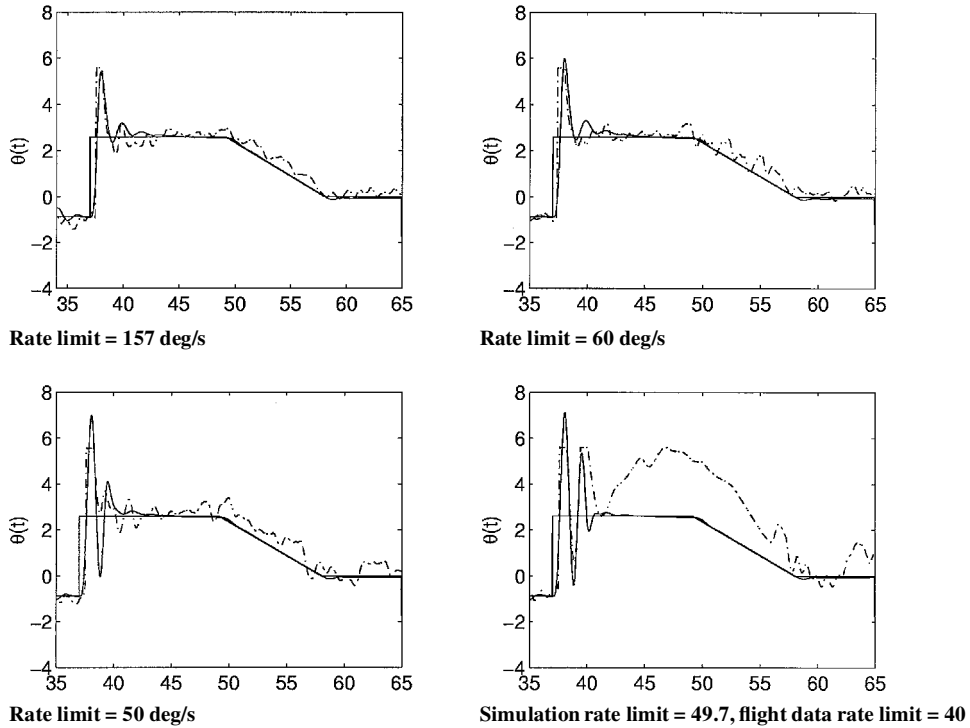 8
6
4
2
0
−2
−4
θ(t)
35 40 45 50 55 60 65
Rate limit = 157 deg/s
8
6
4
2
0
−2
−4
θ(t)
35 40 45 50 55 60 65
Rate limit = 60 deg/s
8
6
4
2
0
−2
−4
θ(t)
35 40 45 50 55 60 65
Rate limit = 50 deg/s
8
6
4
2
0
−2
−4
θ(t)
35 40 45 50 55 60 65
Simulation rate limit = 49.7, flight data rate limit = 40